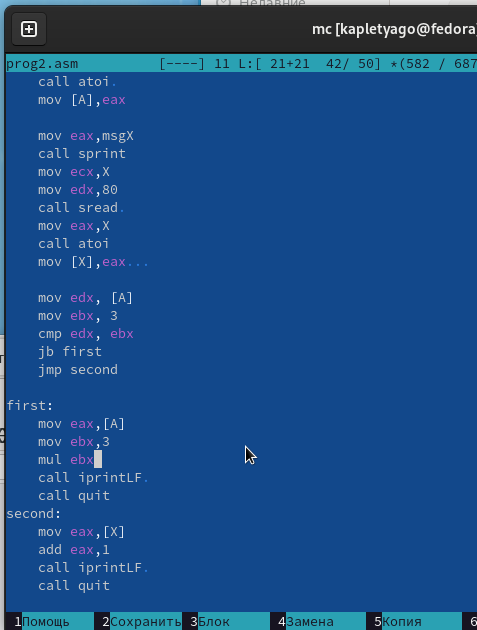 Недавние
mc [kapletyago@fedora
prog2.asm [----] 11 L:[ 21+21 42/ 50] *(582 / 687
call atoi.
mov [A],eax
mov eax,msgX
call sprint
mov ecx,X
mov edx,80
call sread.
mov eax,X
call atoi
mov [X],eax...
mov edx, [A]
mov ebx, 3
cmp edx, ebx
jb first
jmp second
first:
mov eax,[A]
mov ebx,3
mul ebx
call iprintLF.
call quit
second:
mov eax,[X]
add eax,1
call iprintLF.
call quit
1Помощь 2Сохранить 3Блок 4Замена 5Копия 6